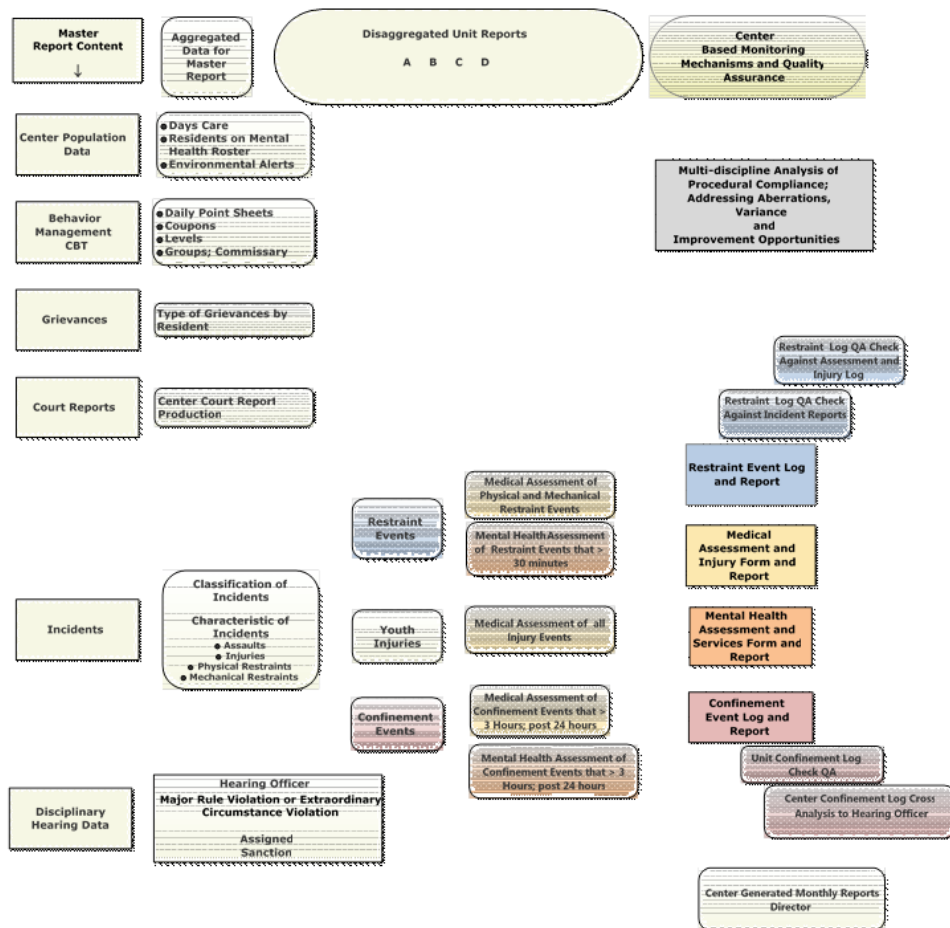 Master
Report Content
↓
Aggregated
Data for
Master
Report
Disaggregated Unit Reports
A B C D
Center
Based Monitoring
Mechanisms and Quality
Assurance
Center Population
Data
●Days Care
●Residents on Mental
Health Roster
●Environmental Alerts
Multi-discipline Analysis of
Procedural Compliance;
Addressing Aberrations,
Variance
and
Improvement Opportunities
Behavior
Management
CBT
●Daily Point Sheets
●Coupons
●Levels
●Groups; Commissary
Grievances
Type of Grievances by
Resident
Court Reports
Center Court Report
Production
Restraint Log QA Check
Against Assessment and
Injury Log
Restraint Log QA Check
Against Incident Reports
Restraint Event Log
and Report
Restraint
Events
Medical Assessment of
Physical and Mechanical
Restraint Events
Mental Health Assessment
of Restraint Events that >
30 minutes
Medical
Assessment and
Injury Form and
Report
Incidents
Classification of
Incidents
Characteristic of
Incidents
● Assaults
● Injuries
● Physical Restraints
● Mechanical Restraints
Youth
Injuries
Medical Assessment of all
Injury Events
Mental Health
Assessment and
Services Form and
Report
Confinement
Events
Medical Assessment of
Confinement Events that >
3 Hours; post 24 hours
Mental Health Assessment of
Confinement Events that > 3
Hours; post 24 hours
Confinement
Event Log and
Report
Unit Confinement Log
Check QA
Center Confinement Log Cross
Analysis to Hearing Officer
Disciplinary
Hearing Data
Hearing Officer
Major Rule Violation or Extraordinary
Circumstance Violation
Assigned
Sanction
Center Generated Monthly Reports
Director